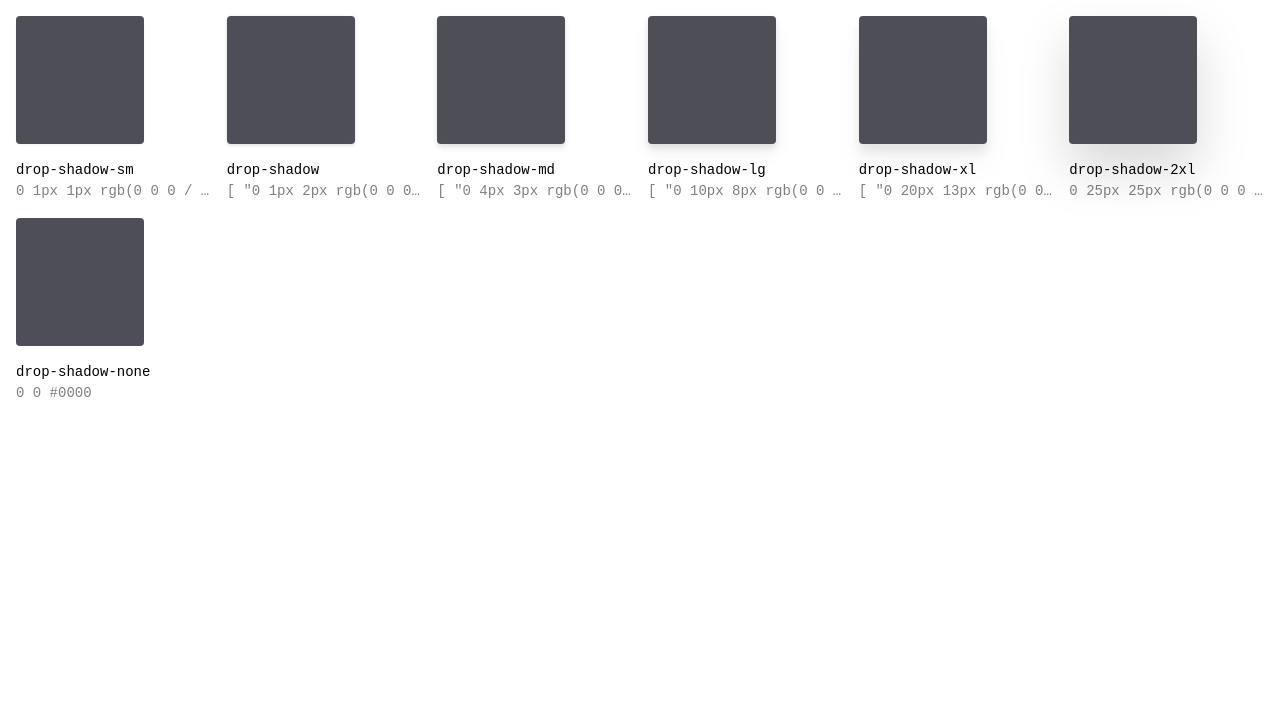 drop-shadow-sm
0 1px 1px rgb(0 0 0 / …
drop-shadow
[ "0 1px 2px rgb(0 0 0…
drop-shadow-md
[ "0 4px 3px rgb(0 0 0…
drop-shadow-lg
[ "0 10px 8px rgb(0 0 …
drop-shadow-xl
[ "0 20px 13px rgb(0 0…
drop-shadow-2xl
0 25px 25px rgb(0 0 0 …
drop-shadow-none
0 0 #0000